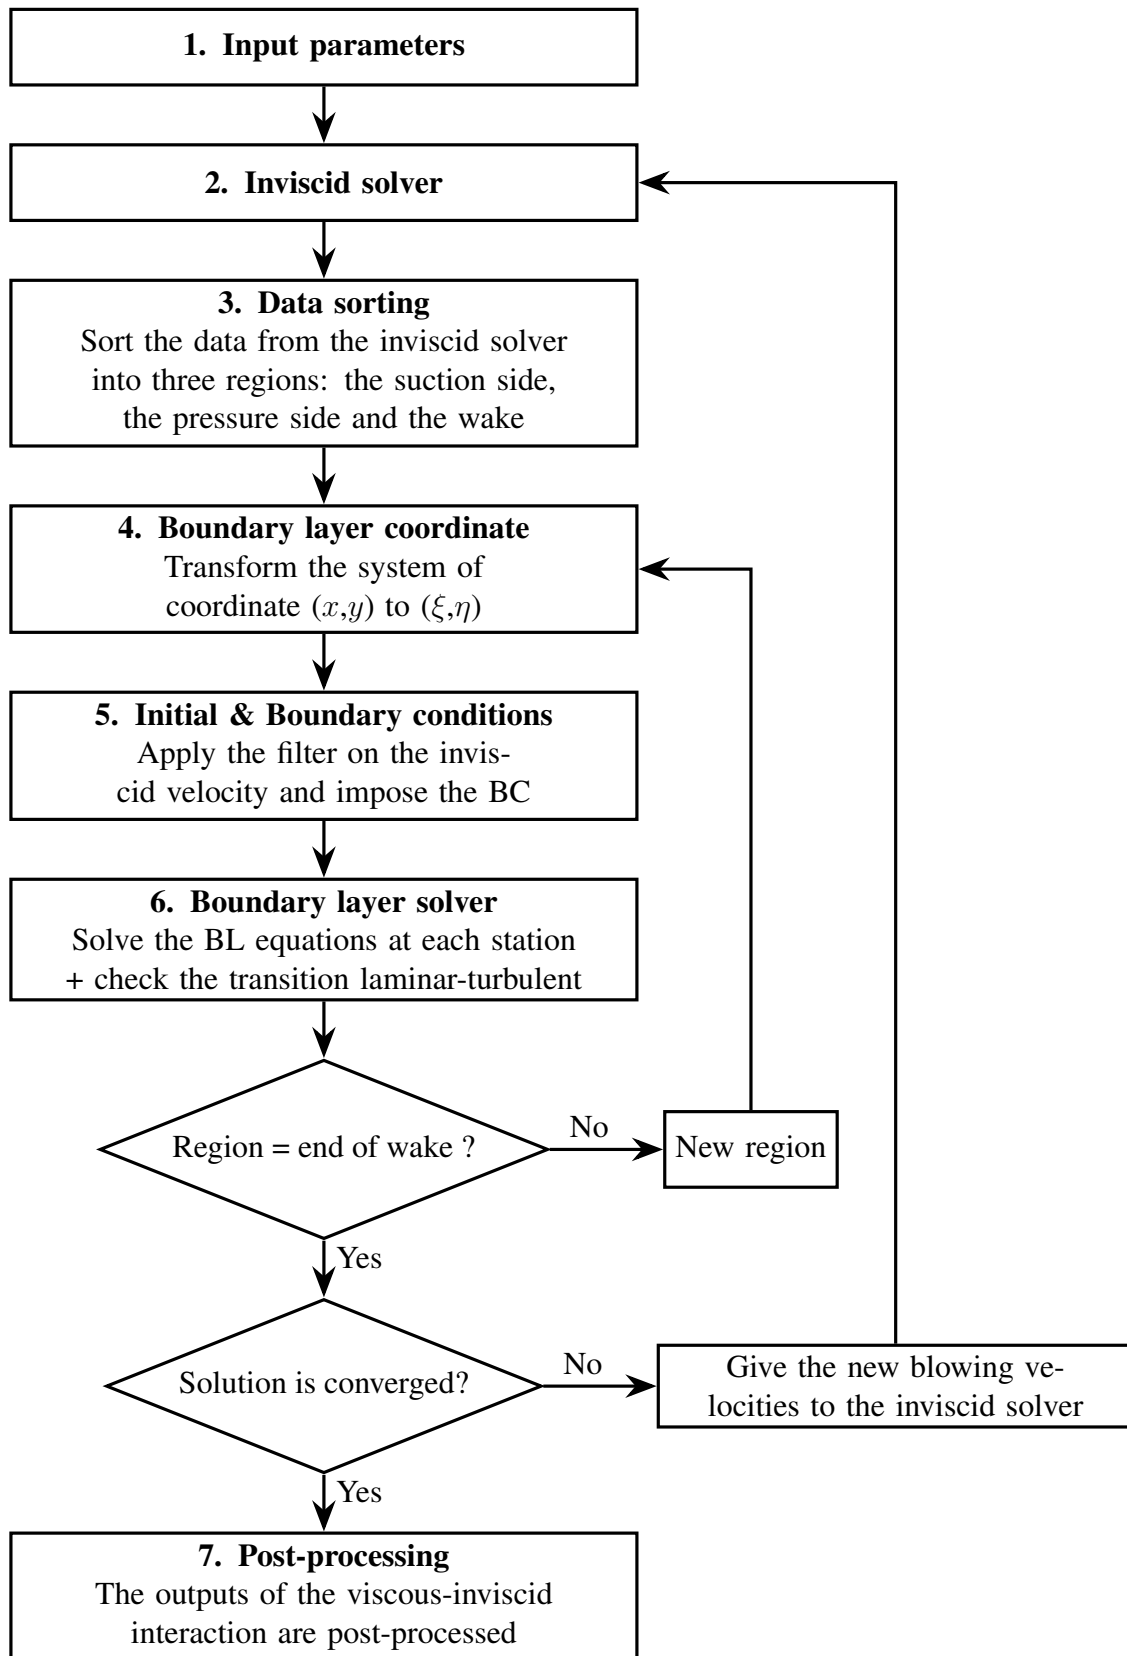 1. Input parameters
2. Inviscid solver
3. Data sorting
Sort the data from the inviscid solver
into three regions: the suction side,
the pressure side and the wake
4. Boundary layer coordinate
Transform the system of
coordinate (x,y) to (ξ,η)
5. Initial & Boundary conditions
Apply the filter on the invis-
cid velocity and impose the BC
6. Boundary layer solver
Solve the BL equations at each station
+ check the transition laminar-turbulent
Region = end of wake ?
No
New region
Yes
Solution is converged?
No
Give the new blowing ve-
locities to the inviscid solver
Yes
7. Post-processing
The outputs of the viscous-inviscid
interaction are post-processed